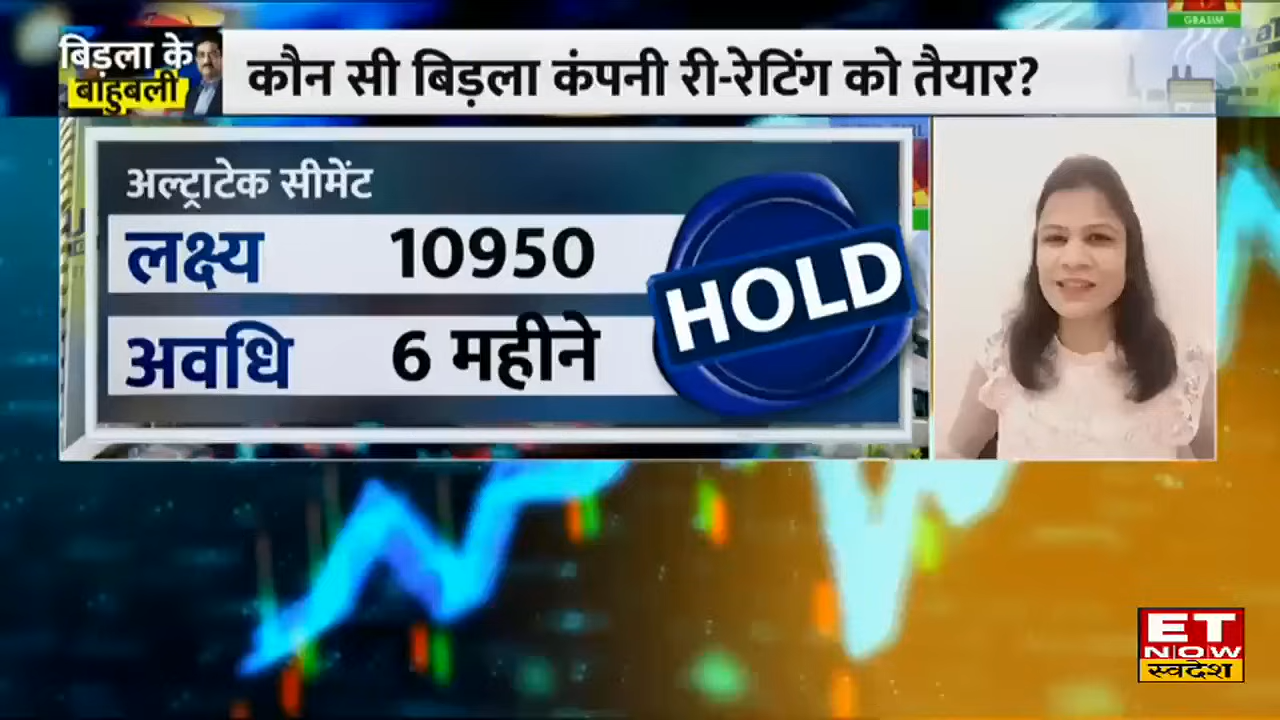 GRASIM
बिड़ला के
बाहुबली
कौन सी बिड़ला कंपनी री-रेटिंग को तैयार?
अल्ट्राटेक सीमेंट
लक्ष्य 10950
अवधि 6 महीने
HOLD
ET
NOW
स्वदेश